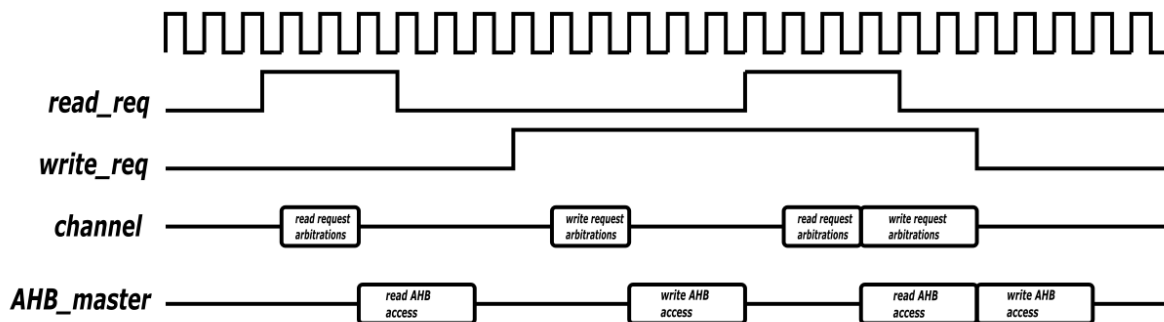 read_req
write_req
channel
read request
arbitrations
write request
arbitrations
read request
arbitrations
write request
arbitrations
AHB_master
read AHB
access
write AHB
access
read AHB
access
write AHB
access